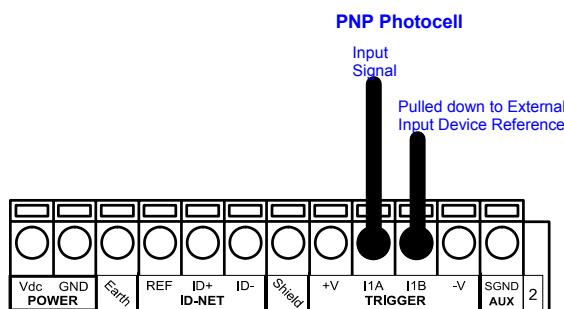 PNP Photocell
Input
Signal
Pulled down to External
Input Device Reference
Vdc GND Earth REF ID+ ID- Shield +V I1A I1B -V SGND
POWER ID-NET TRIGGER AUX 2